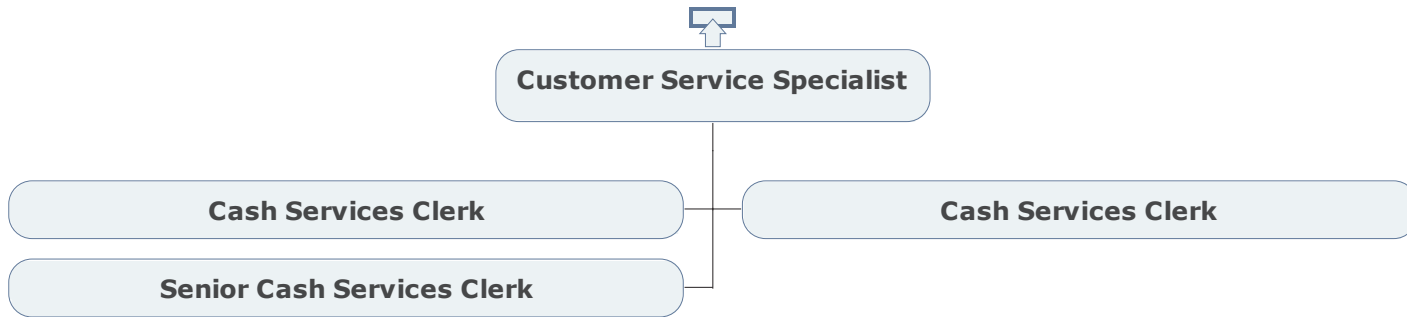 Customer Service Specialist
Cash Services Clerk
Cash Services Clerk
Senior Cash Services Clerk